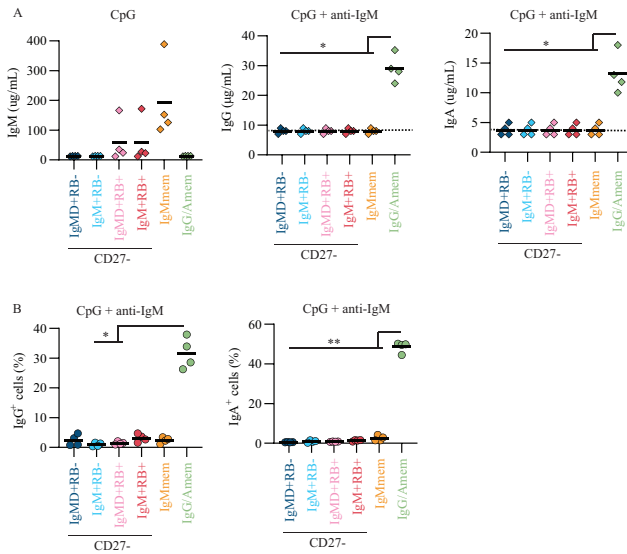 A
CpG
IgM (ug/mL)
400
300
200
100
0
IgMD+RB-
IgM+RB-
IgMD+RB+
IgM+RB+
IgMmem
IgG/Amem
CD27-
CpG + anti-IgM
IgG (µg/mL)
40
30
20
10
0
*
IgMD+RB-
IgM+RB-
IgMD+RB+
IgM+RB+
IgMmem
IgG/Amem
CD27-
CpG + anti-IgM
IgA (µg/mL)
20
15
10
5
0
*
IgMD+RB-
IgM+RB-
IgMD+RB+
IgM+RB+
IgMmem
IgG/Amem
CD27-
B
CpG + anti-IgM
IgG+ cells (%)
40
30
20
10
0
*
IgMD+RB-
IgM+RB-
IgMD+RB+
IgM+RB+
IgMmem
IgG/Amem
CD27-
CpG + anti-IgM
IgA+ cells (%)
60
40
20
0
**
IgMD+RB-
IgM+RB-
IgMD+RB+
IgM+RB+
IgMmem
IgG/Amem
CD27-